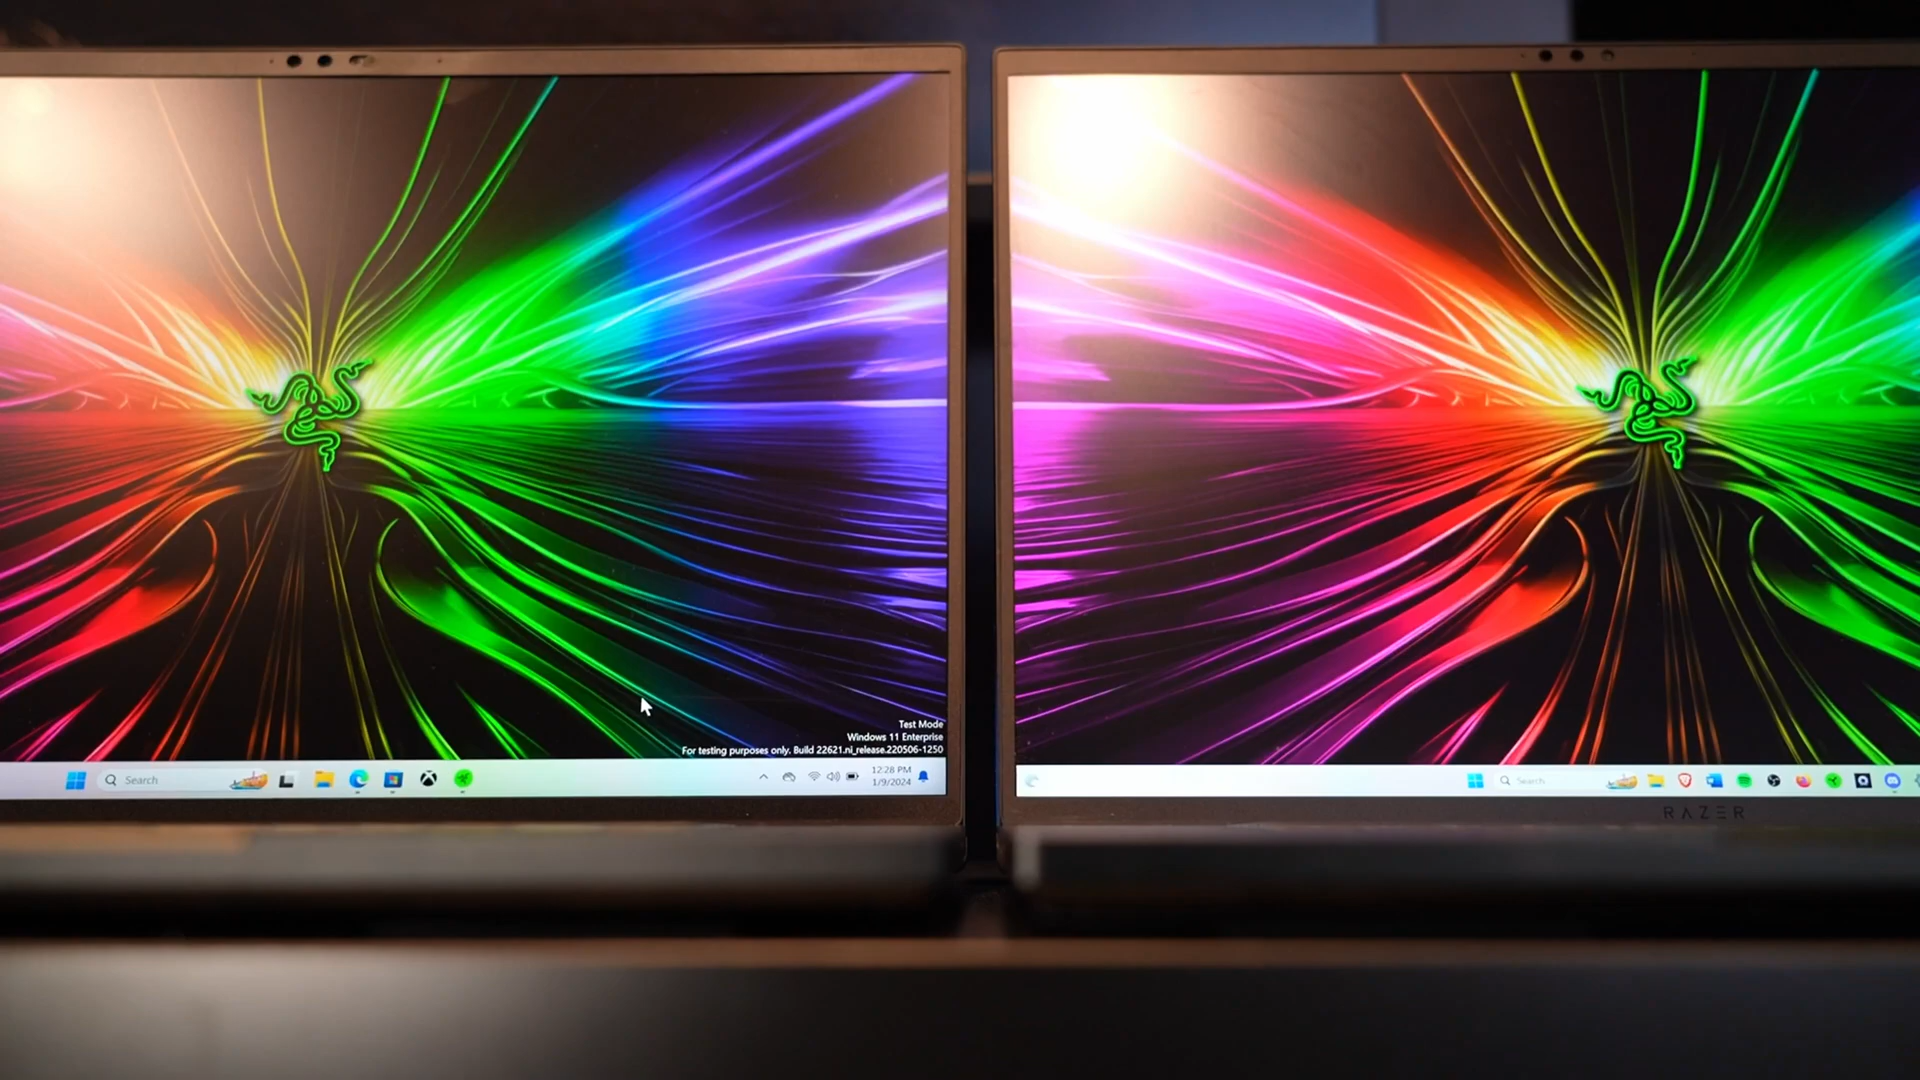 Test Mode
Windows 11 Enterprise
For testing purposes only. Build 22621.ni_release.220506-1250
Search
12:28 PM
1/9/2024
Search
RAZER